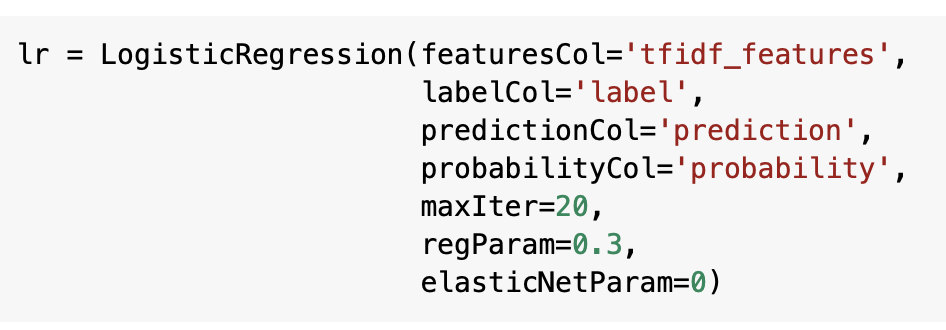 lr = LogisticRegression(featuresCol='tfidf_features',
labelCol='label',
predictionCol='prediction',
probabilityCol='probability',
maxIter=20,
regParam=0.3,
elasticNetParam=0)